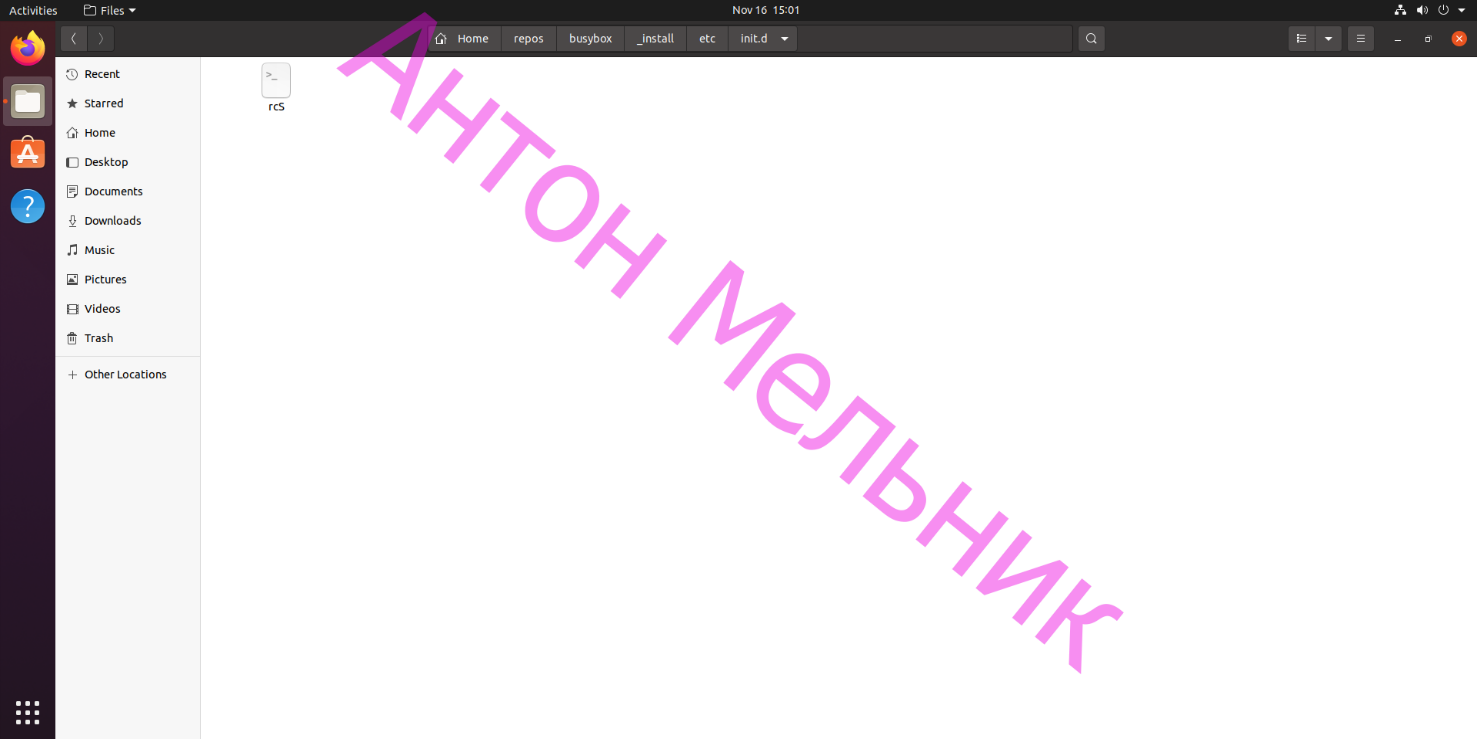 Activities Files Nov 16 15:01
Home repos busybox _install etc init.d
Recent
Starred
Home
Desktop
Documents
Downloads
Music
Pictures
Videos
Trash
Other Locations
>_
rcS
Антон Мельник